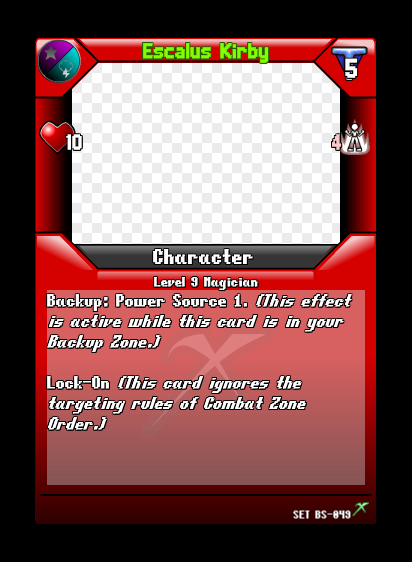 Escalus Kirby
5
10
4
Character
Level 9 Magician
Backup: Power Source 1. (This effect
is active while this card is in your
Backup Zone.)
Lock-On (This card ignores the
targeting rules of Combat Zone
Order.)
SET BS-049